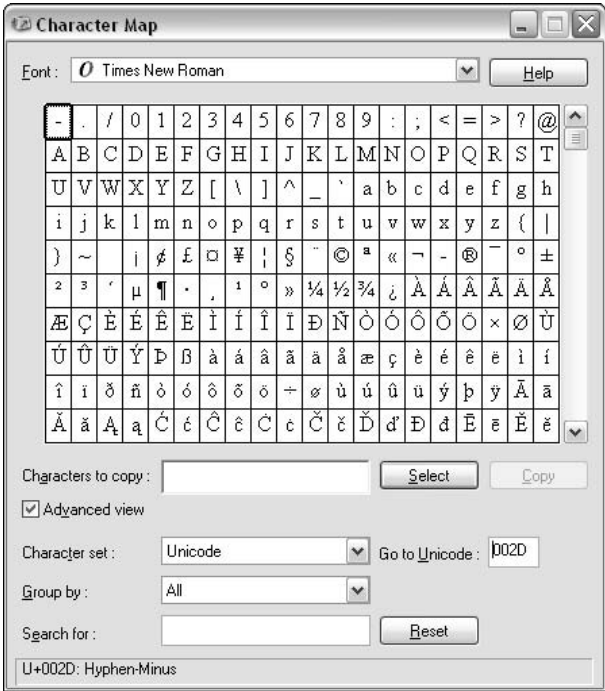 Character Map
Font : O Times New Roman Help
- . / 0 1 2 3 4 5 6 7 8 9 : ; < = > ? @
A B C D E F G H I J K L M N O P Q R S T
U V W X Y Z [ \ ] ^ _ ` a b c d e f g h
i j k l m n o p q r s t u v w x y z { |
} ~ ¡ ¢ £ ¤ ¥ ¦ § ¨ © ª « ¬ - ® ¯ ° ±
² ³ ´ µ ¶ · ¸ ¹ º » ¼ ½ ¾ ¿ À Á Â Ã Ä Å
Æ Ç È É Ê Ë Ì Í Î Ï Ð Ñ Ò Ó Ô Õ Ö × Ø Ù
Ú Û Ü Ý Þ ß à á â ã ä å æ ç è é ê ë ì í
î ï ð ñ ò ó ô õ ö ÷ ø ù ú û ü ý þ ÿ Ā ā
Ă ă Ą ą Ć ć Ĉ ĉ Ċ ċ Č č Ď ď Đ đ Ē ē Ĕ ĕ
Characters to copy : Select Copy
Advanced view
Character set : Unicode Go to Unicode : 002D
Group by : All
Search for : Reset
U+002D: Hyphen-Minus